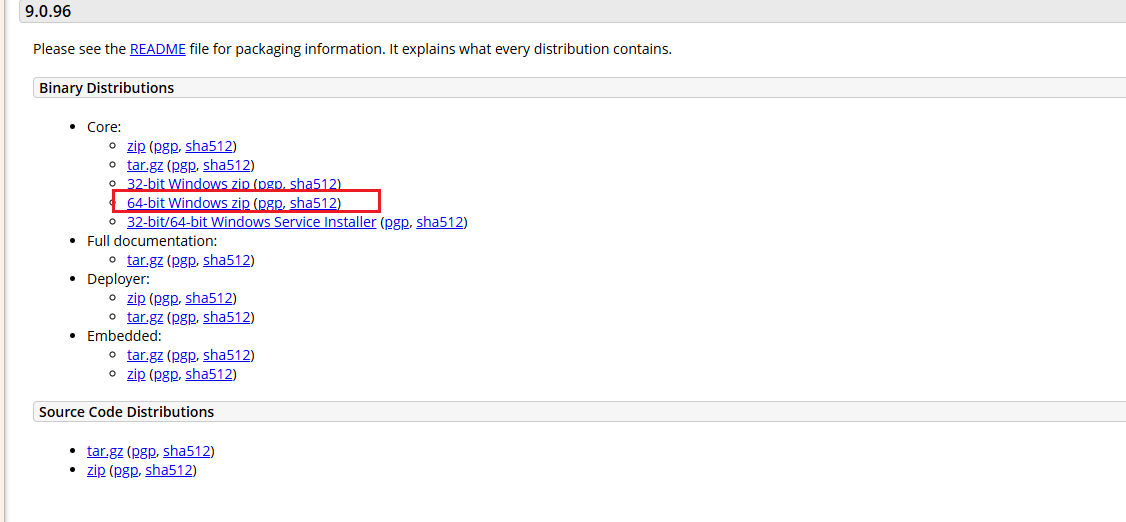 9.0.96
Please see the README file for packaging information. It explains what every distribution contains.
Binary Distributions
Core:
zip (pgp, sha512)
tar.gz (pgp, sha512)
32-bit Windows zip (pgp, sha512)
64-bit Windows zip (pgp, sha512)
32-bit/64-bit Windows Service Installer (pgp, sha512)
Full documentation:
tar.gz (pgp, sha512)
Deployer:
zip (pgp, sha512)
tar.gz (pgp, sha512)
Embedded:
tar.gz (pgp, sha512)
zip (pgp, sha512)
Source Code Distributions
tar.gz (pgp, sha512)
zip (pgp, sha512)